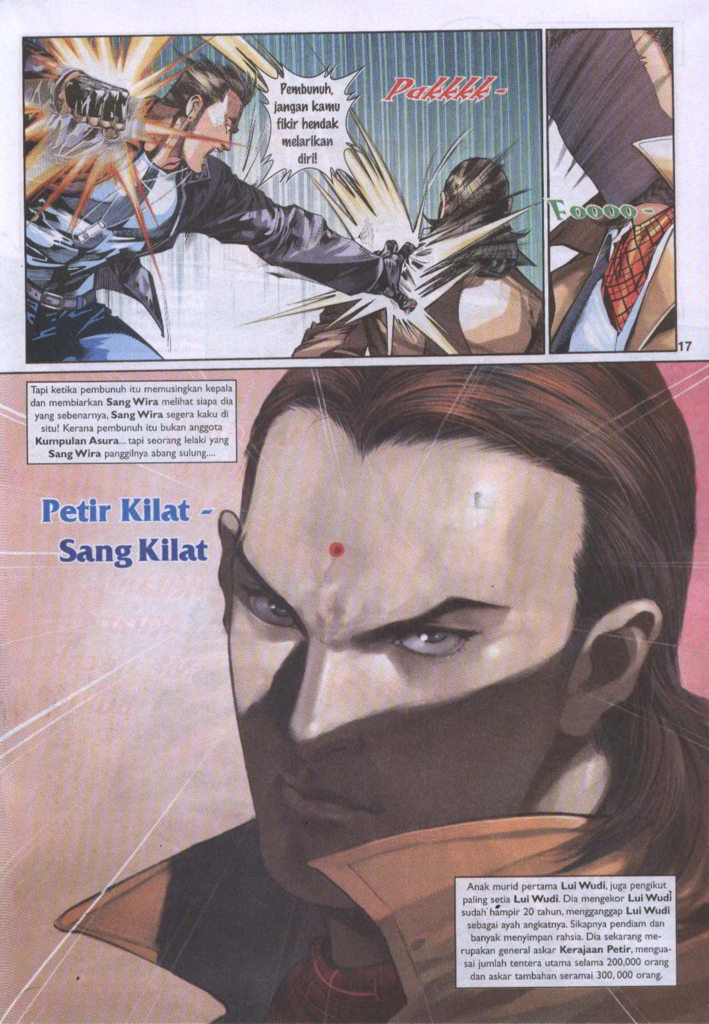 Pembunuh,
jangan kamu
fikir hendak
melarikan
diri!
Pakkkk-
Foooo-
17
Tapi ketika pembunuh itu memusingkan kepala
dan membiarkan Sang Wira melihat siapa dia
yang sebenarnya, Sang Wira segera kaku di
situ! Kerana pembunuh itu bukan anggota
Kumpulan Asura... tapi seorang lelaki yang
Sang Wira panggilnya abang sulung....
Petir Kilat -
Sang Kilat
Anak murid pertama Lui Wudi, juga pengikut
paling setia Lui Wudi. Dia mengekor Lui Wudi
sudah hampir 20 tahun, mengganggap Lui Wudi
sebagai ayah angkatnya. Sikapnya pendiam dan
banyak menyimpan rahsia. Dia sekarang me-
rupakan general askar Kerajaan Petir, mengua-
sai jumlah tentera utama selama 200,000 orang
dan askar tambahan seramai 300, 000 orang.